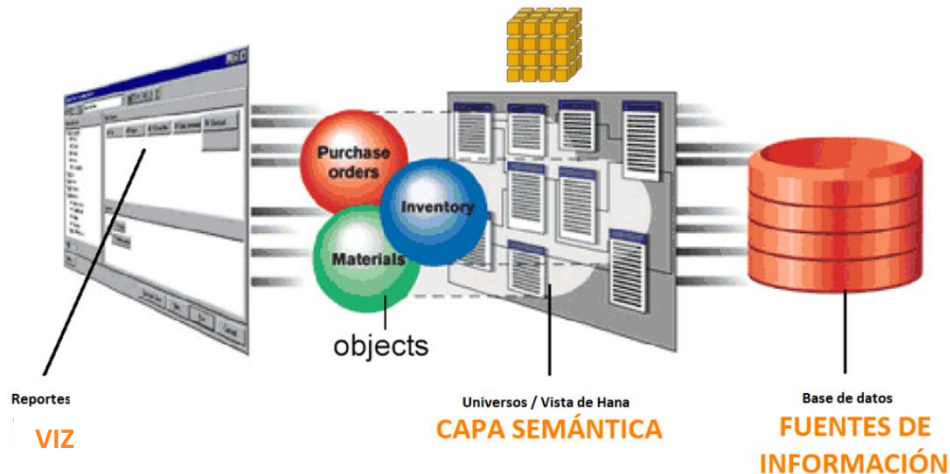 Purchase
orders
Inventory
Materials
objects
Reportes
VIZ
Universos / Vista de Hana
CAPA SEMÁNTICA
Base de datos
FUENTES DE
INFORMACIÓN